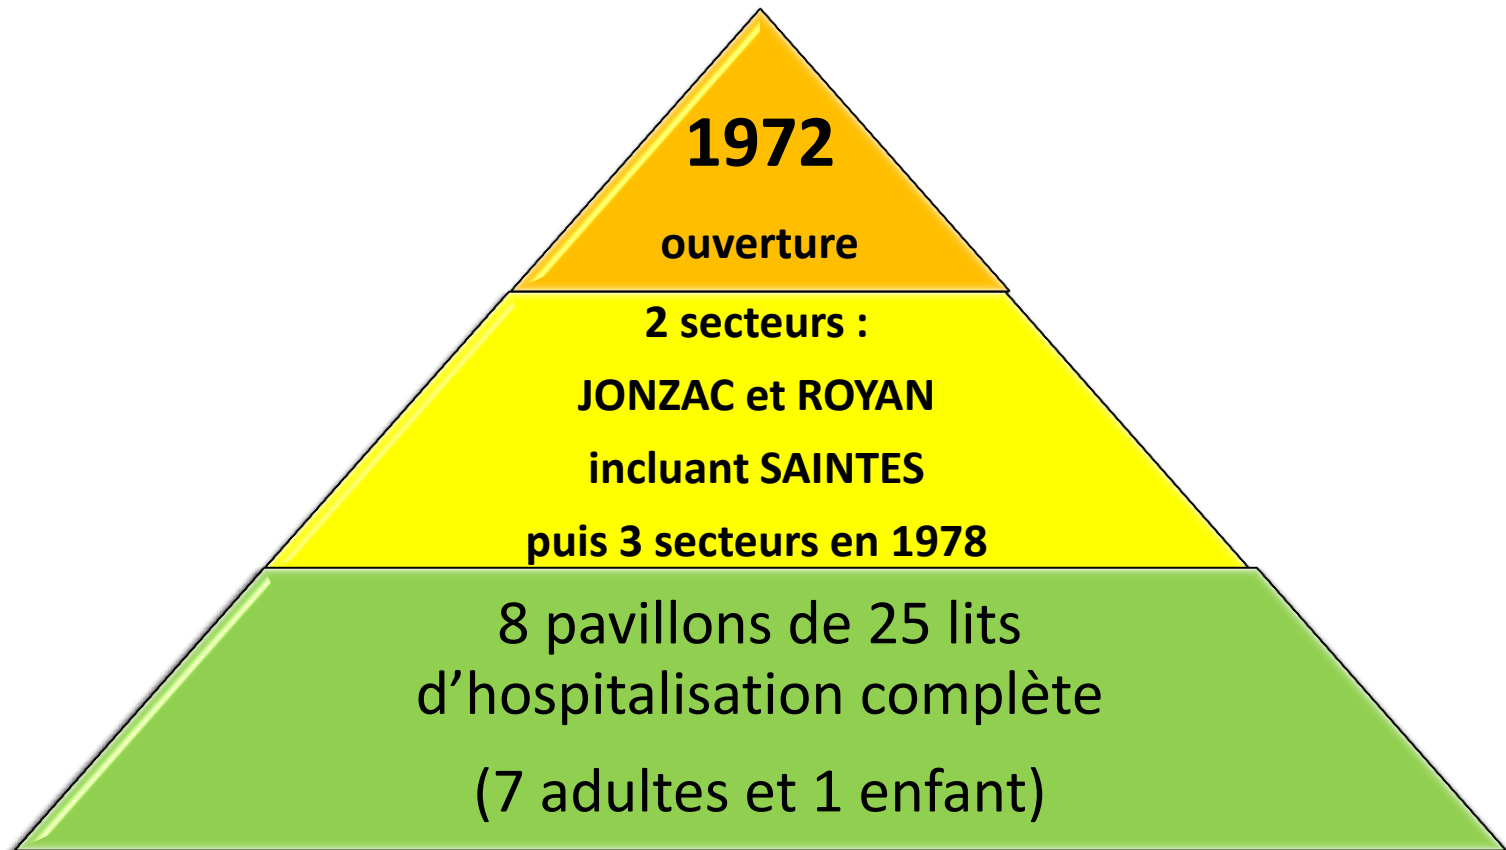 1972
ouverture
2 secteurs :
JONZAC et ROYAN
incluant SAINTES
puis 3 secteurs en 1978
8 pavillons de 25 lits
d’hospitalisation complète
(7 adultes et 1 enfant)